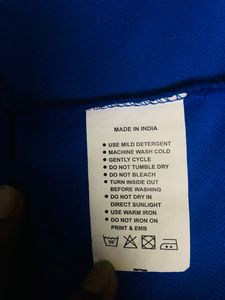 MADE IN INDIA
• USE MILD DETERGENT
• MACHINE WASH COLD
• GENTLY CYCLE
• DO NOT TUMBLE DRY
• DO NOT BLEACH
• TURN INSIDE OUT
BEFORE WASHING
• DO NOT DRY IN
DIRECT SUNLIGHT
• USE WARM IRON
• DO NOT IRON ON
PRINT & EMB
30°